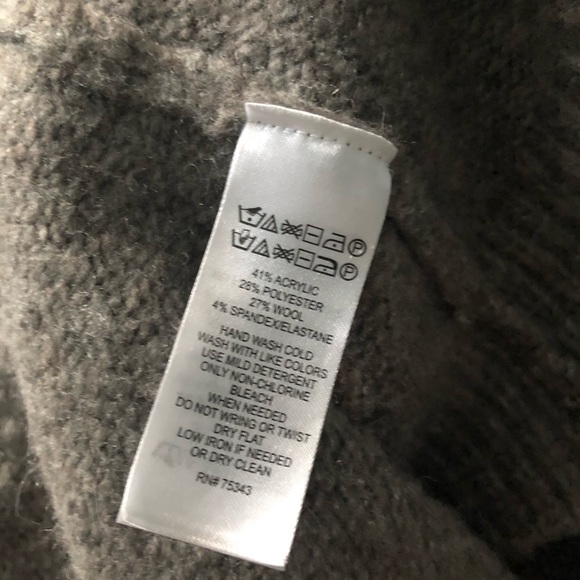 41% ACRYLIC
28% POLYESTER
27% WOOL
4% SPANDEX/ELASTANE
HAND WASH COLD
WASH WITH LIKE COLORS
USE MILD DETERGENT
ONLY NON-CHLORINE
BLEACH
WHEN NEEDED
DO NOT WRING OR TWIST
DRY FLAT
LOW IRON IF NEEDED
OR DRY CLEAN
RN# 75343